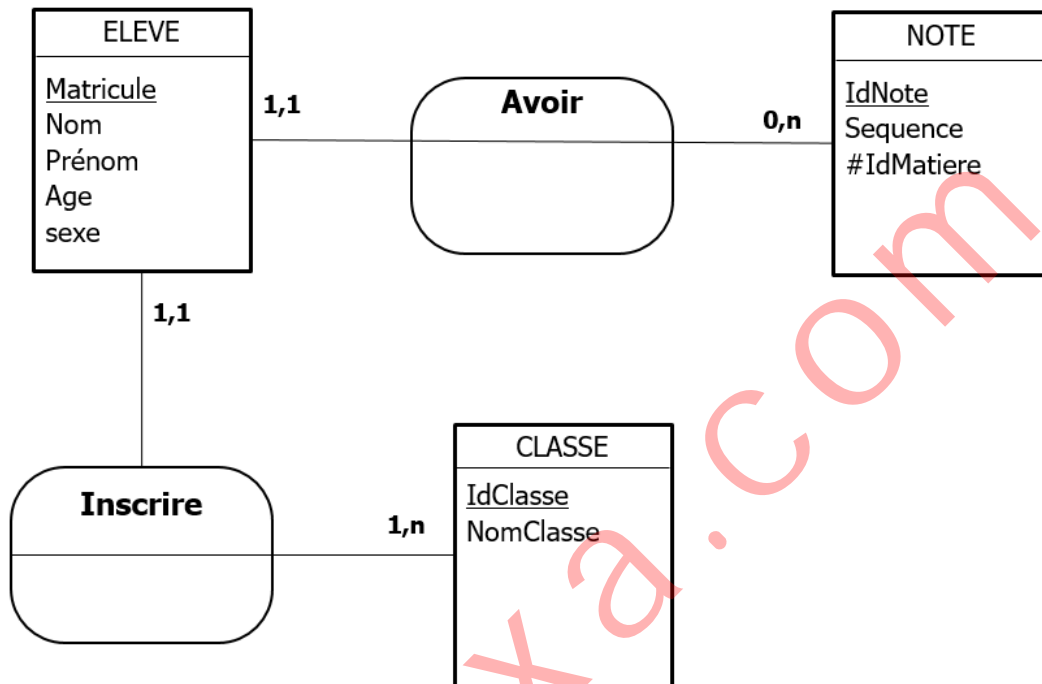 ELEVE
Matricule
Nom
Prénom
Age
sexe
1,1
Avoir
0,n
NOTE
IdNote
Sequence
#IdMatiere
1,1
Inscrire
1,n
CLASSE
IdClasse
NomClasse
xa.com